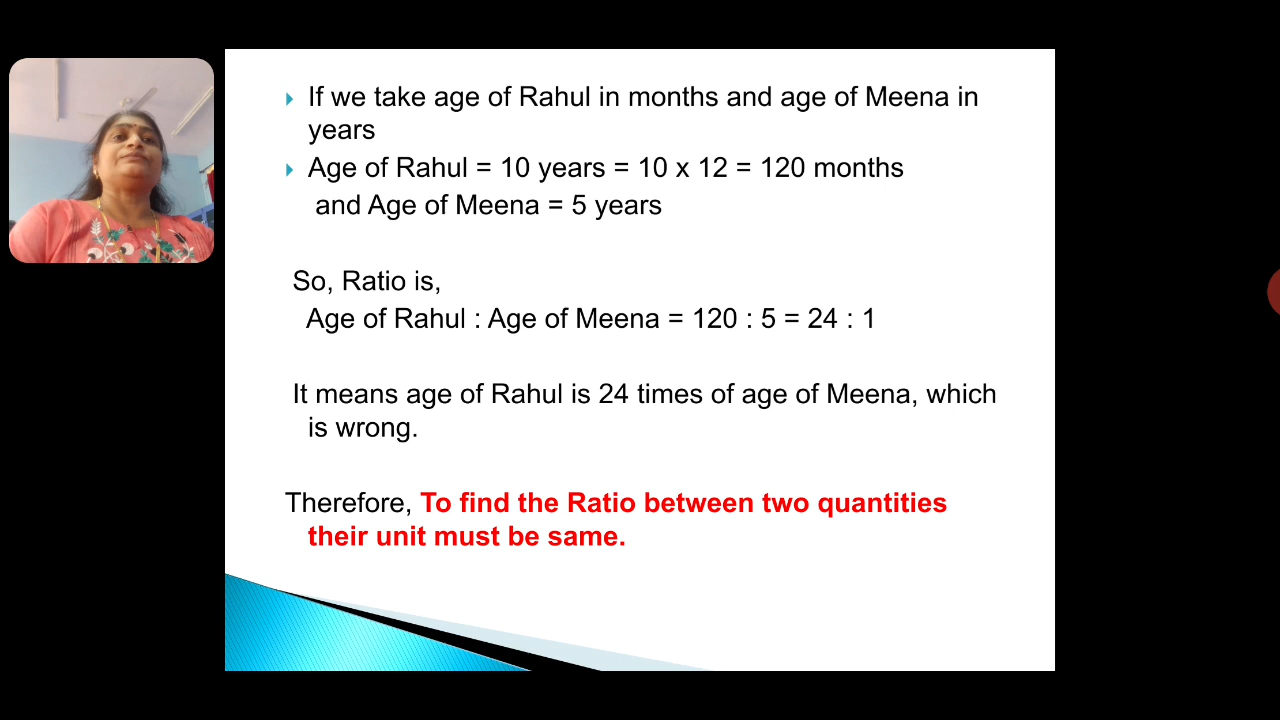 If we take age of Rahul in months and age of Meena in
years
Age of Rahul = 10 years = 10 x 12 = 120 months
and Age of Meena = 5 years
So, Ratio is,
Age of Rahul : Age of Meena = 120 : 5 = 24 : 1
It means age of Rahul is 24 times of age of Meena, which
is wrong.
Therefore, To find the Ratio between two quantities
their unit must be same.